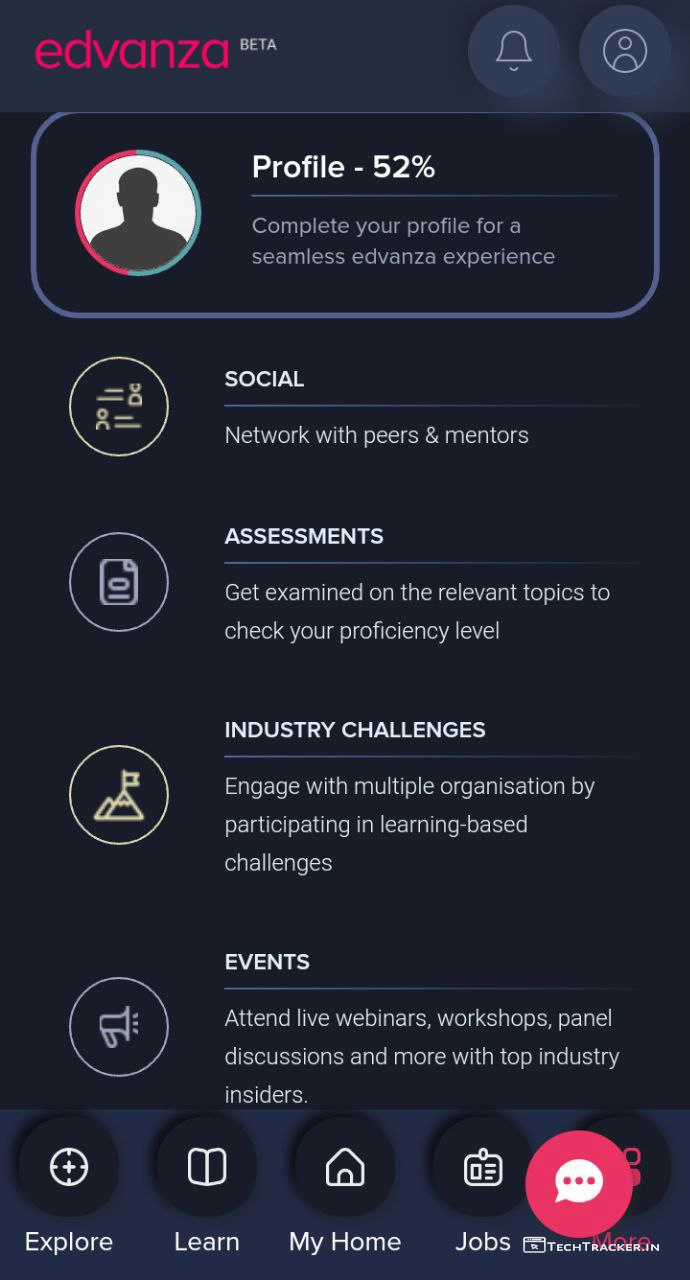 edvanza BETA
Profile - 52%
Complete your profile for a
seamless edvanza experience
SOCIAL
Network with peers & mentors
ASSESSMENTS
Get examined on the relevant topics to
check your proficiency level
INDUSTRY CHALLENGES
Engage with multiple organisation by
participating in learning-based
challenges
EVENTS
Attend live webinars, workshops, panel
discussions and more with top industry
insiders.
Explore Learn My Home Jobs More
TECHTRACKER.IN